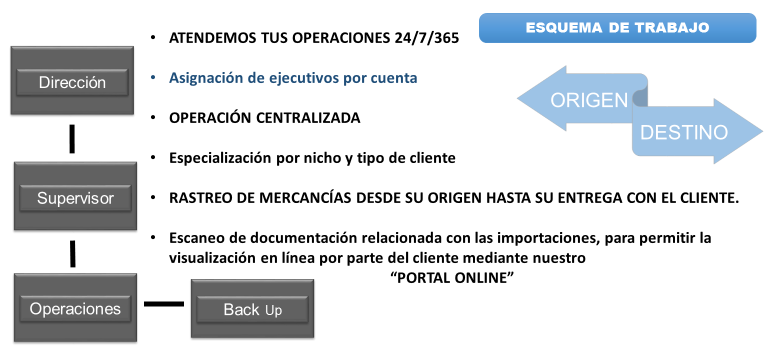 ESQUEMA DE TRABAJO
• ATENDEMOS TUS OPERACIONES 24/7/365
• Asignación de ejecutivos por cuenta
• OPERACIÓN CENTRALIZADA
• Especialización por nicho y tipo de cliente
• RASTREO DE MERCANCÍAS DESDE SU ORIGEN HASTA SU ENTREGA CON EL CLIENTE.
• Escaneo de documentación relacionada con las importaciones, para permitir la
visualización en línea por parte del cliente mediante nuestro
“PORTAL ONLINE”
ORIGEN
DESTINO
Dirección
Supervisor
Operaciones
Back Up